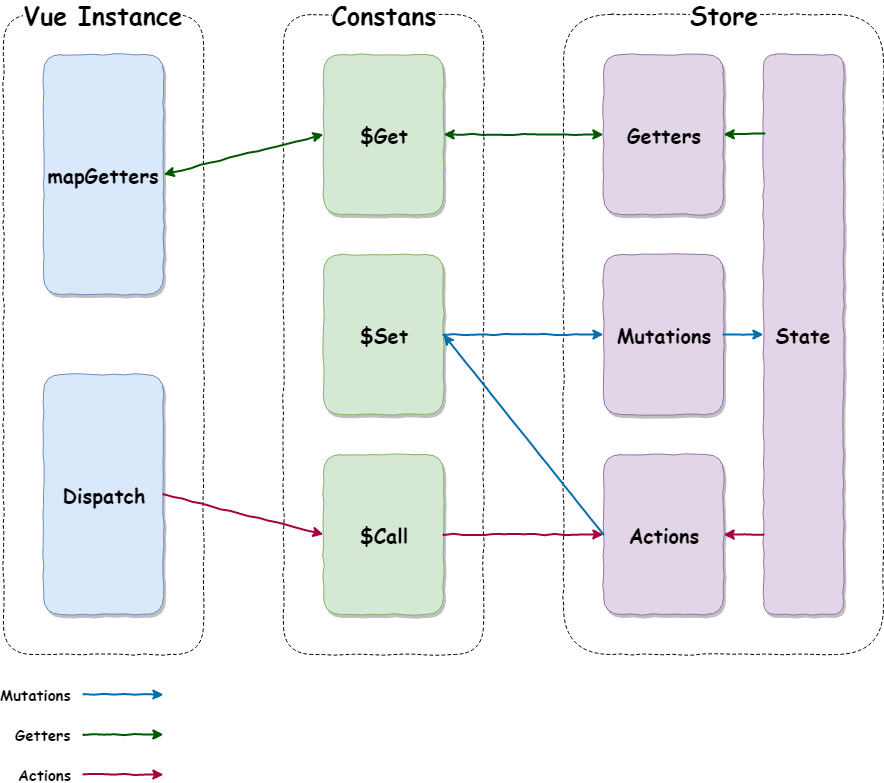 Vue Instance
Constans
Store
mapGetters
$Get
Getters
$Set
Mutations
State
Dispatch
$Call
Actions
Mutations
Getters
Actions